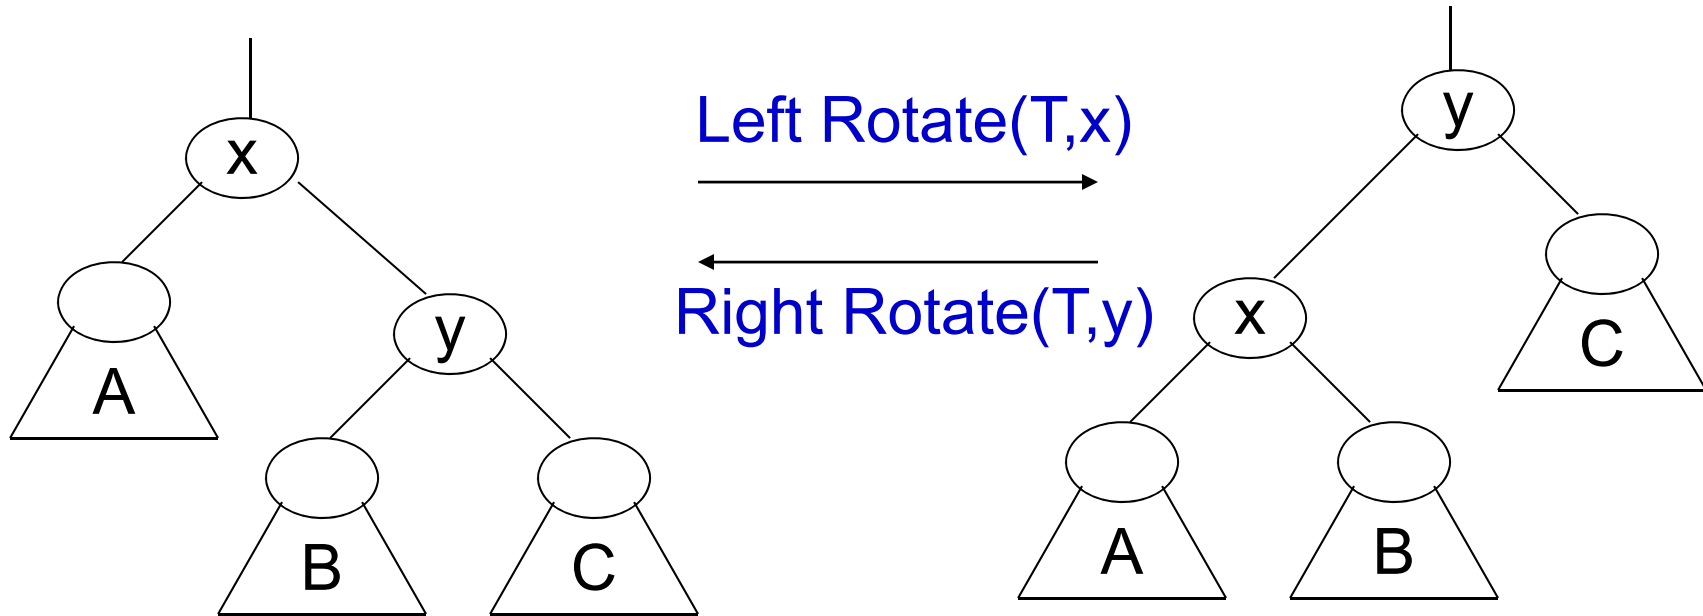 x
y
A
B
C
Left Rotate(T,x)
Right Rotate(T,y)
y
x
C
A
B